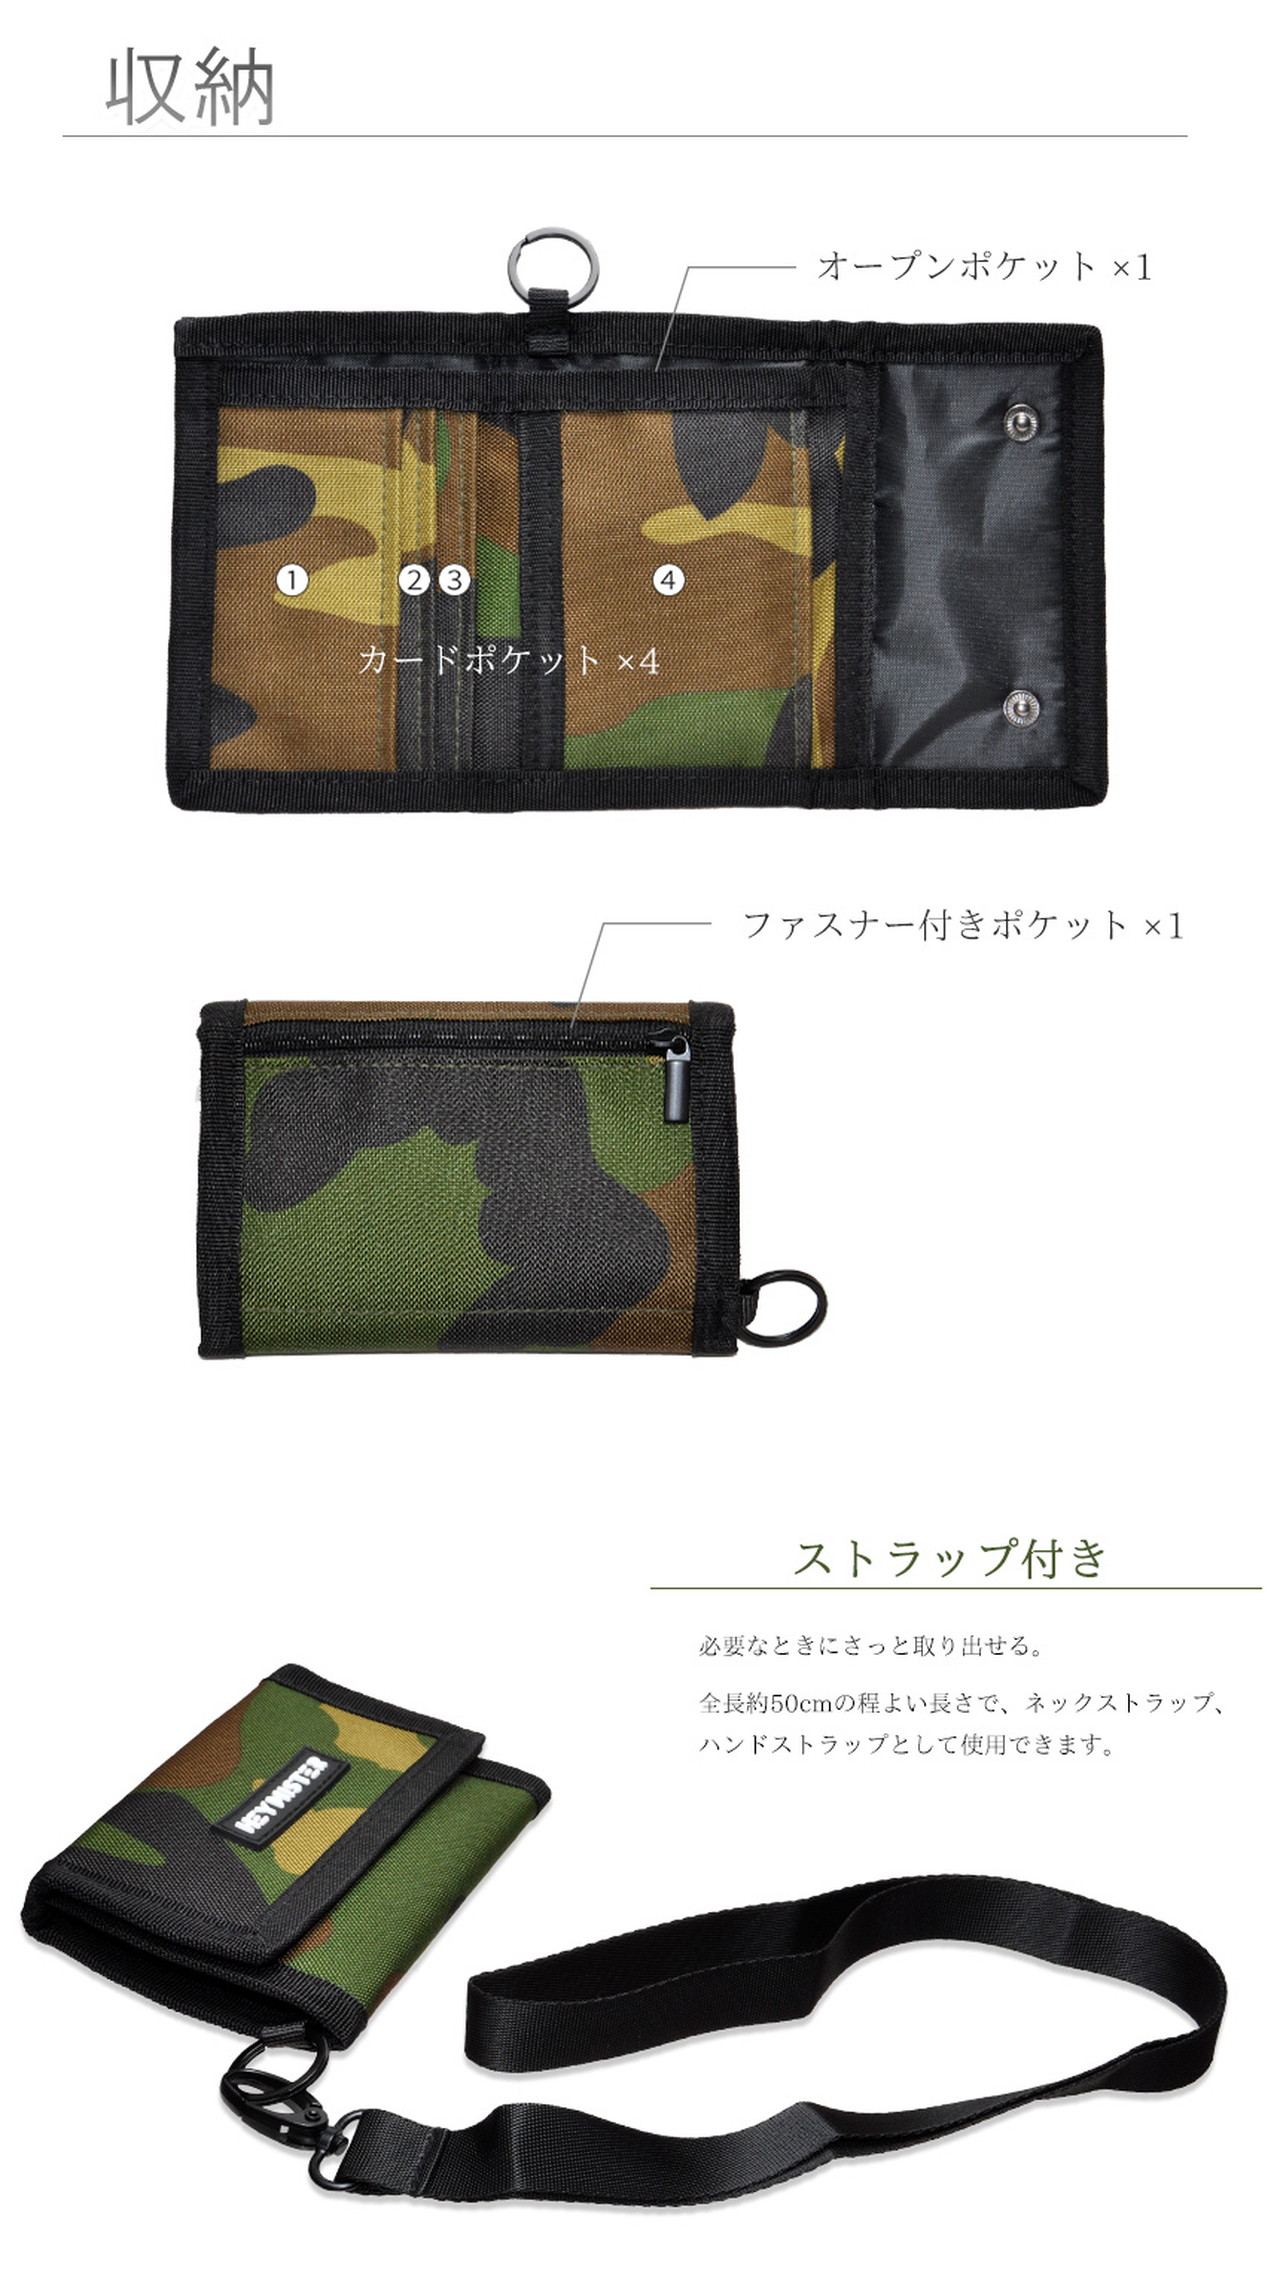 収納
オープンポケット ×1
① ② ③ ④
カードポケット ×4
ファスナー付きポケット ×1
ストラップ付き
必要なときにさっと取り出せる。
全長約50cmの程よい長さで、ネックストラップ、
ハンドストラップとして使用できます。
HEYMISTER